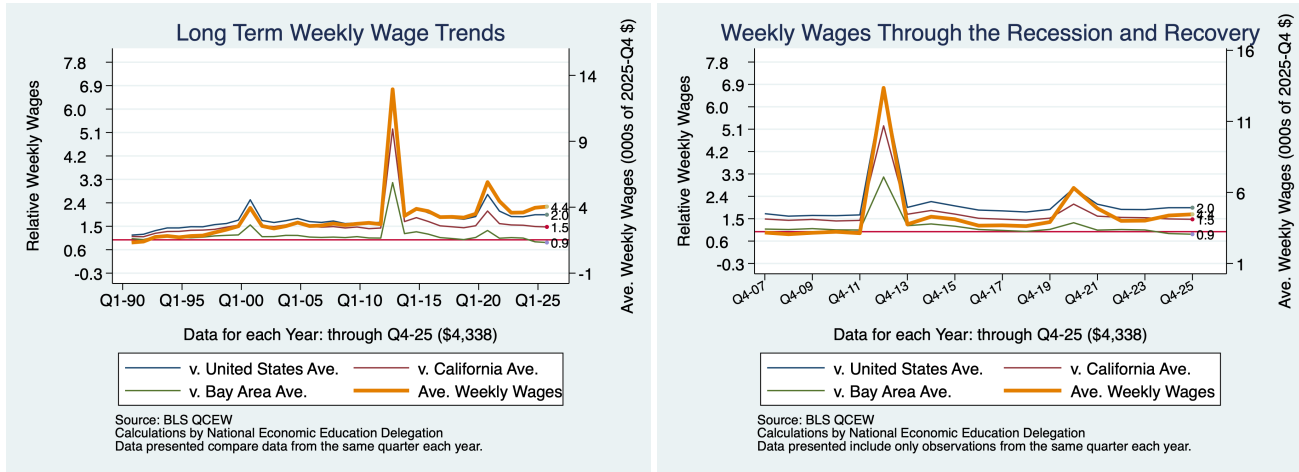 Long Term Weekly Wage Trends
Relative Weekly Wages
7.8
6.9
6.0
5.1
4.2
3.3
2.4
1.5
0.6
-0.3
14
9
4
-1
Ave. Weekly Wages (000s of 2025-Q4 $)
4.4
2.0
1.5
0.9
Q1-90 Q1-95 Q1-00 Q1-05 Q1-10 Q1-15 Q1-20 Q1-25
Data for each Year: through Q4-25 ($4,338)
v. United States Ave. v. California Ave.
v. Bay Area Ave. Ave. Weekly Wages
Source: BLS QCEW
Calculations by National Economic Education Delegation
Data presented compare data from the same quarter each year.
Weekly Wages Through the Recession and Recovery
Relative Weekly Wages
7.8
6.9
6.0
5.1
4.2
3.3
2.4
1.5
0.6
-0.3
16
11
6
1
Ave. Weekly Wages (000s of 2025-Q4 $)
2.0
4.4
1.5
0.9
Q4-07 Q4-09 Q4-11 Q4-13 Q4-15 Q4-17 Q4-19 Q4-21 Q4-23 Q4-25
Data for each Year: through Q4-25 ($4,338)
v. United States Ave. v. California Ave.
v. Bay Area Ave. Ave. Weekly Wages
Source: BLS QCEW
Calculations by National Economic Education Delegation
Data presented include only observations from the same quarter each year.